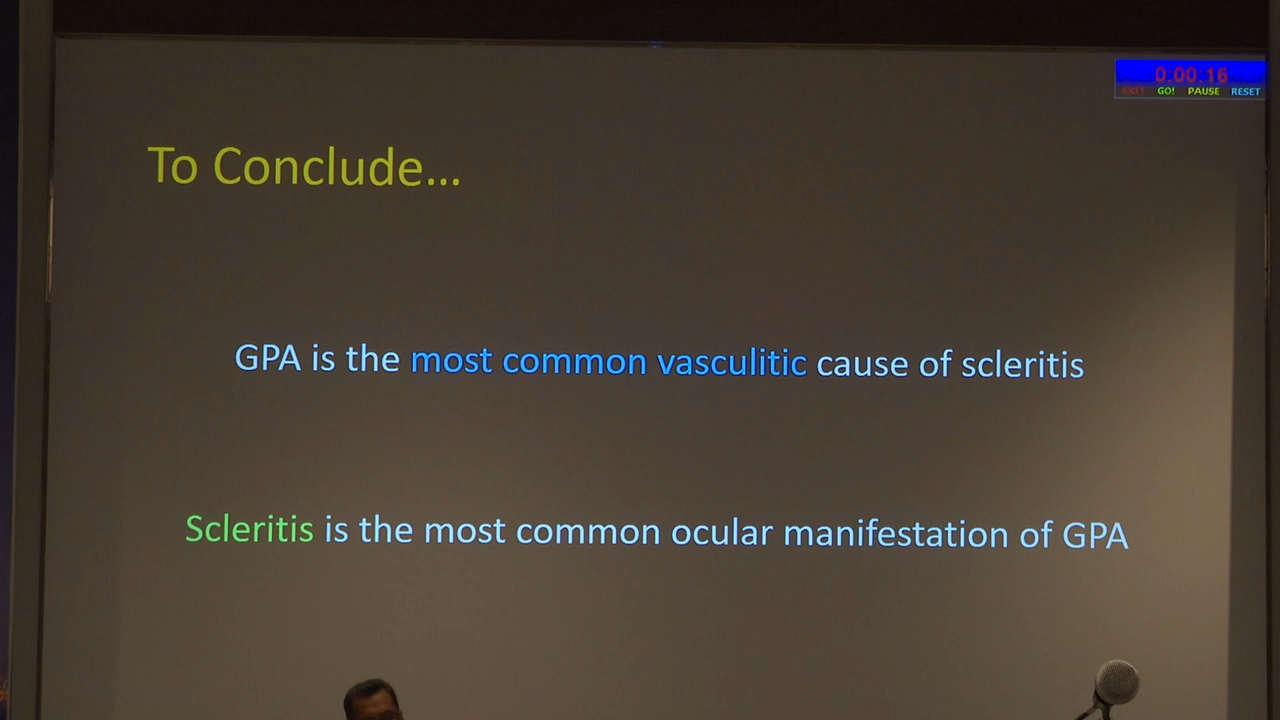 0:00:16
EXIT GO! PAUSE RESET
To Conclude...
GPA is the most common vasculitic cause of scleritis
Scleritis is the most common ocular manifestation of GPA